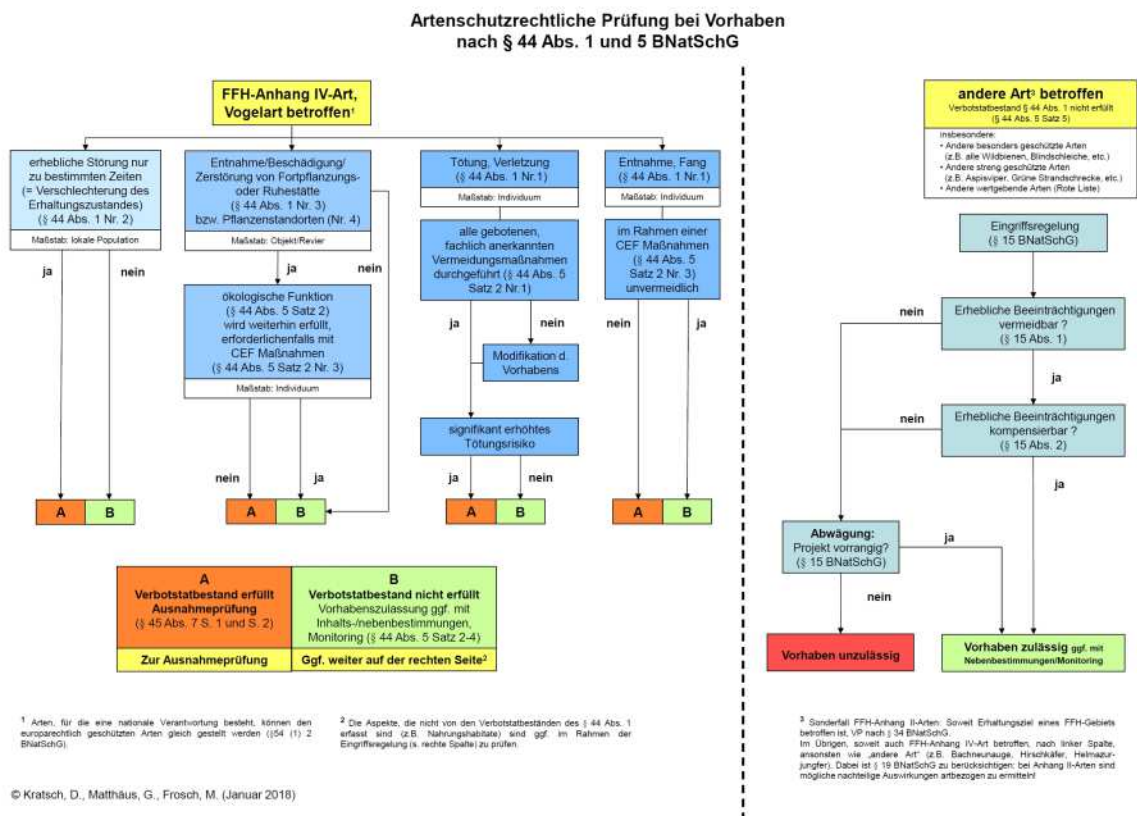 Artenschutzrechtliche Prüfung bei Vorhaben
nach § 44 Abs. 1 und 5 BNatSchG
FFH-Anhang IV-Art,
Vogelart betroffen¹
erhebliche Störung nur
zu bestimmten Zeiten
(= Verschlechterung des
Erhaltungszustandes)
(§ 44 Abs. 1 Nr. 2)
Maßstab: lokale Population
ja
nein
Entnahme/Beschädigung/
Zerstörung von Fortpflanzungs-
oder Ruhestätte
(§ 44 Abs. 1 Nr. 3)
bzw. Pflanzenstandorten (Nr. 4)
Maßstab: Objekt/Revier
ja
nein
ökologische Funktion
(§ 44 Abs. 5 Satz 2)
wird weiterhin erfüllt,
erforderlichenfalls mit
CEF Maßnahmen
(§ 44 Abs. 5 Satz 2 Nr. 3)
Maßstab: Individuum
nein
ja
Tötung, Verletzung
(§ 44 Abs. 1 Nr.1)
Maßstab: Individuum
alle gebotenen,
fachlich anerkannten
Vermeidungsmaßnahmen
durchgeführt (§ 44 Abs. 5
Satz 2 Nr.1)
ja
nein
Modifikation d.
Vorhabens
signifikant erhöhtes
Tötungsrisiko
ja
nein
Entnahme, Fang
(§ 44 Abs. 1 Nr.1)
Maßstab: Individuum
im Rahmen einer
CEF Maßnahmen
(§ 44 Abs. 5
Satz 2 Nr. 3)
unvermeidlich
nein
ja
A B
A B
A B
A B
A
Verbotstatbestand erfüllt
Ausnahmeprüfung
(§ 45 Abs. 7 S. 1 und S. 2)
Zur Ausnahmeprüfung
B
Verbotstatbestand nicht erfüllt
Vorhabenszulassung ggf. mit
Inhalts-/nebenbestimmungen,
Monitoring (§ 44 Abs. 5 Satz 2-4)
Ggf. weiter auf der rechten Seite²
¹ Arten, für die eine nationale Verantwortung besteht, können den
europarechtlich geschützten Arten gleich gestellt werden (§54 (1) 2
BNatSchG).
² Die Aspekte, die nicht von den Verbotstatbeständen des § 44 Abs. 1
erfasst sind (z.B. Nahrungshabitate) sind ggf. im Rahmen der
Eingriffsregelung (s. rechte Spalte) zu prüfen.
© Kratsch, D., Matthäus, G., Frosch, M. (Januar 2018)
andere Art³ betroffen
Verbotstatbestand § 44 Abs. 1 nicht erfüllt
(§ 44 Abs. 5 Satz 5)
insbesondere:
• Andere besonders geschützte Arten
(z.B. alle Wildbienen, Blindschleiche, etc.)
• Andere streng geschützte Arten
(z.B. Aspisviper, Grüne Strandschrecke, etc.)
• Andere wertgebende Arten (Rote Liste)
Eingriffsregelung
(§ 15 BNatSchG)
Erhebliche Beeinträchtigungen
vermeidbar ?
(§ 15 Abs. 1)
nein
ja
Erhebliche Beeinträchtigungen
kompensierbar ?
(§ 15 Abs. 2)
nein
ja
Abwägung:
Projekt vorrangig?
(§ 15 BNatSchG)
ja
nein
Vorhaben unzulässig
Vorhaben zulässig ggf. mit
Nebenbestimmungen/Monitoring
³ Sonderfall FFH-Anhang II-Arten: Soweit Erhaltungsziel eines FFH-Gebiets
betroffen ist, VP nach § 34 BNatSchG.
Im Übrigen, soweit auch FFH-Anhang IV-Art betroffen, nach linker Spalte,
ansonsten wie „andere Art“ (z.B. Bachneunauge, Hirschkäfer, Helmazur-
jungfer). Dabei ist § 19 BNatSchG zu berücksichtigen: bei Anhang II-Arten sind
mögliche nachteilige Auswirkungen artbezogen zu ermitteln!